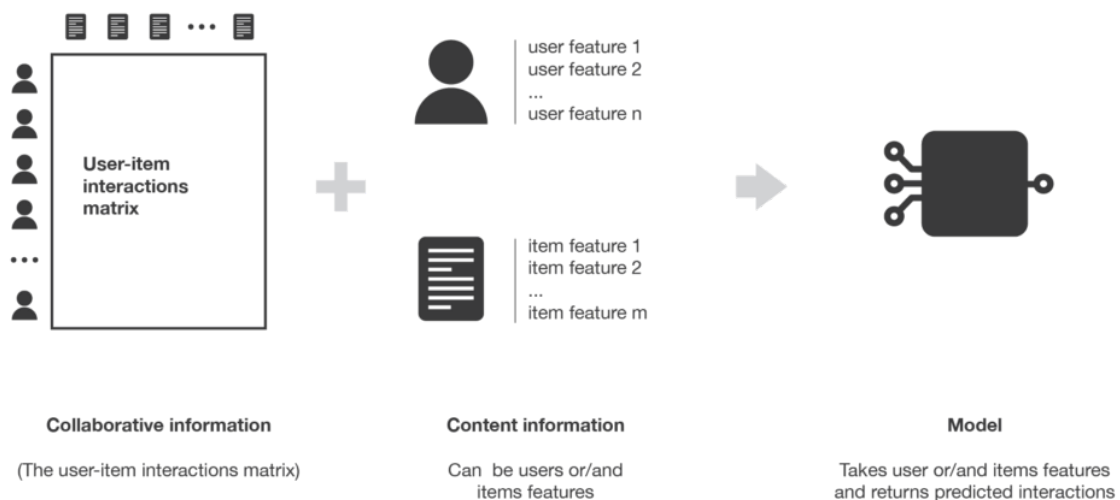 User-item
interactions
matrix
user feature 1
user feature 2
...
user feature n
item feature 1
item feature 2
...
item feature m
Collaborative information
(The user-item interactions matrix)
Content information
Can be users or/and
items features
Model
Takes user or/and items features
and returns predicted interactions